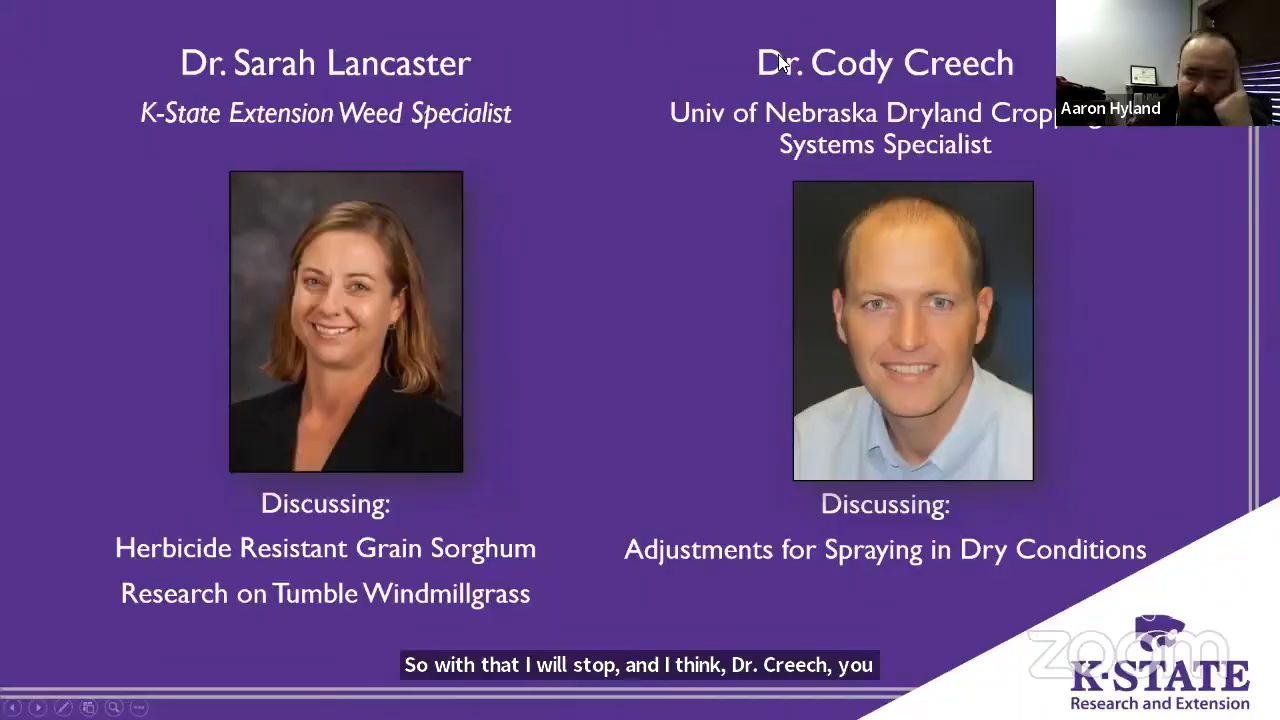 Dr. Sarah Lancaster
K-State Extension Weed Specialist
Discussing:
Herbicide Resistant Grain Sorghum
Research on Tumble Windmillgrass
Dr. Cody Creech
Univ of Nebraska Dryland Cropping
Systems Specialist
Discussing:
Adjustments for Spraying in Dry Conditions
Aaron Hyland
So with that I will stop, and I think, Dr. Creech, you
zoom
K-STATE
Research and Extension